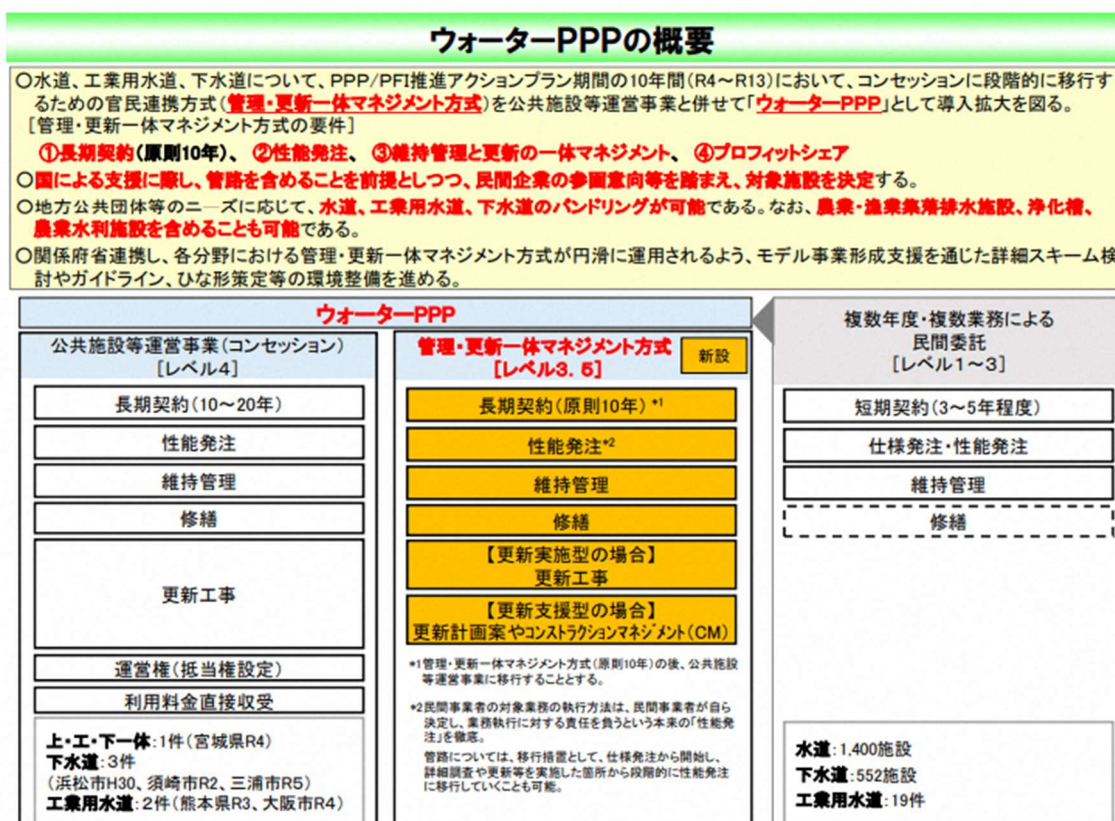 ウォーターPPPの概要
○水道、工業用水道、下水道について、PPP/PFI推進アクションプラン期間の10年間(R4~R13)において、コンセッションに段階的に移行す
るための官民連携方式(管理・更新一体マネジメント方式)を公共施設等運営事業と併せて「ウォーターPPP」として導入拡大を図る。
[管理・更新一体マネジメント方式の要件]
①長期契約(原則10年)、 ②性能発注、 ③維持管理と更新の一体マネジメント、 ④プロフィットシェア
○国による支援に際し、管路を含めることを前提としつつ、民間企業の参画意向等を踏まえ、対象施設を決定する。
○地方公共団体等のニーズに応じて、水道、工業用水道、下水道のバンドリングが可能である。なお、農業・漁業集落排水施設、浄化槽、
農業水利施設を含めることも可能である。
○関係府省連携し、各分野における管理・更新一体マネジメント方式が円滑に運用されるよう、モデル事業形成支援を通じた詳細スキーム検
討やガイドライン、ひな形策定等の環境整備を進める。
ウォーターPPP
公共施設等運営事業(コンセッション)
[レベル4]
長期契約(10~20年)
性能発注
維持管理
修繕
更新工事
運営権(抵当権設定)
利用料金直接収受
上・工・下一体:1件(宮城県R4)
下水道:3件
(浜松市H30、須崎市R2、三浦市R5)
工業用水道:2件(熊本県R3、大阪市R4)
管理・更新一体マネジメント方式
[レベル3.5]
新設
長期契約(原則10年)*1
性能発注*2
維持管理
修繕
【更新実施型の場合】
更新工事
【更新支援型の場合】
更新計画案やコンストラクションマネジメント(CM)
*1管理・更新一体マネジメント方式(原則10年)の後、公共施設
等運営事業に移行することとする。
*2民間事業者の対象業務の執行方法は、民間事業者が自ら
決定し、業務執行に対する責任を負うという本来の「性能発
注」を徹底。
管路については、移行措置として、仕様発注から開始し、
詳細調査や更新等を実施した箇所から段階的に性能発注
に移行していくことも可能。
複数年度・複数業務による
民間委託
[レベル1~3]
短期契約(3~5年程度)
仕様発注・性能発注
維持管理
修繕
水道:1,400施設
下水道:552施設
工業用水道:19件